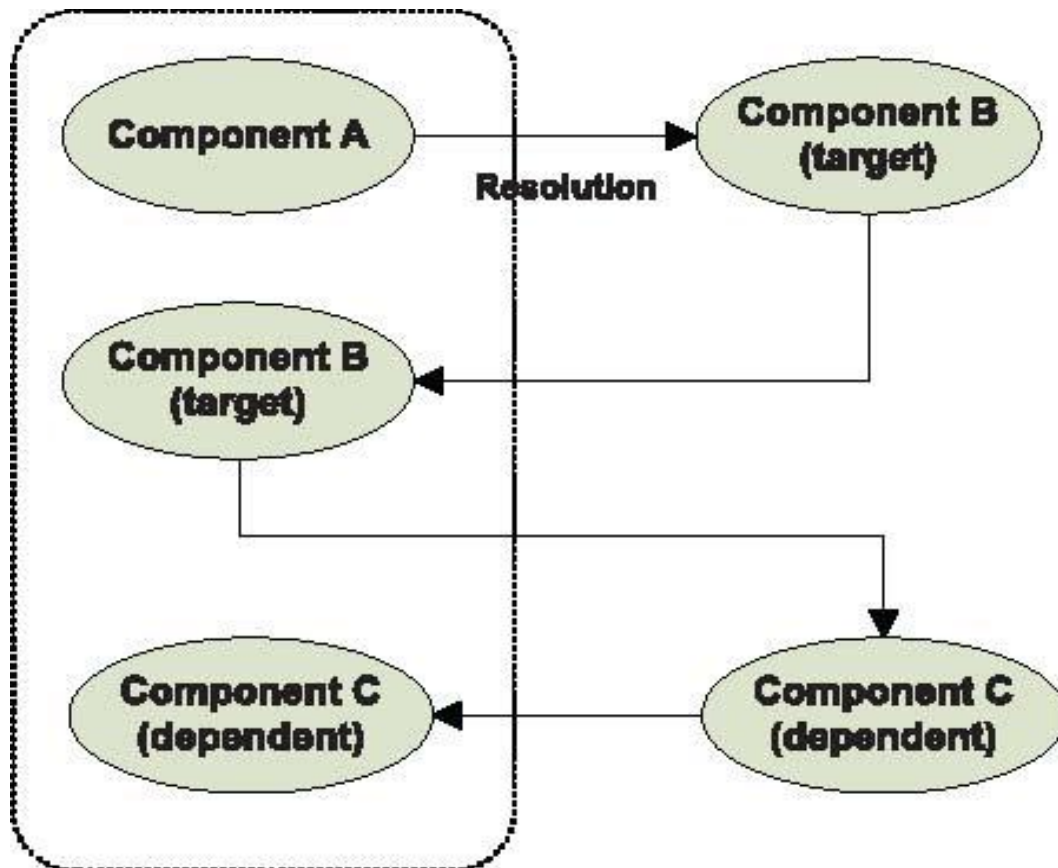 Component A
Component B
(target)
Resolution
Component B
(target)
Component C
(dependent)
Component C
(dependent)